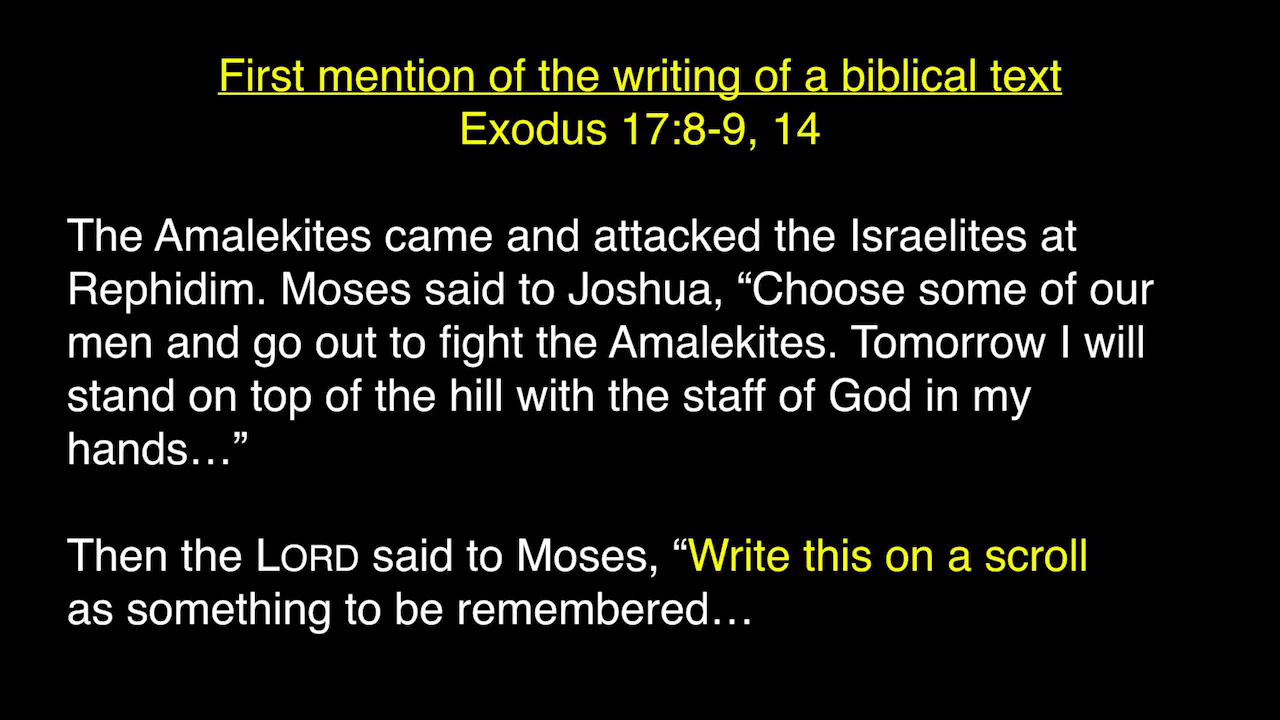 First mention of the writing of a biblical text
Exodus 17:8-9, 14
The Amalekites came and attacked the Israelites at
Rephidim. Moses said to Joshua, “Choose some of our
men and go out to fight the Amalekites. Tomorrow I will
stand on top of the hill with the staff of God in my
hands…”
Then the LORD said to Moses, “Write this on a scroll
as something to be remembered…